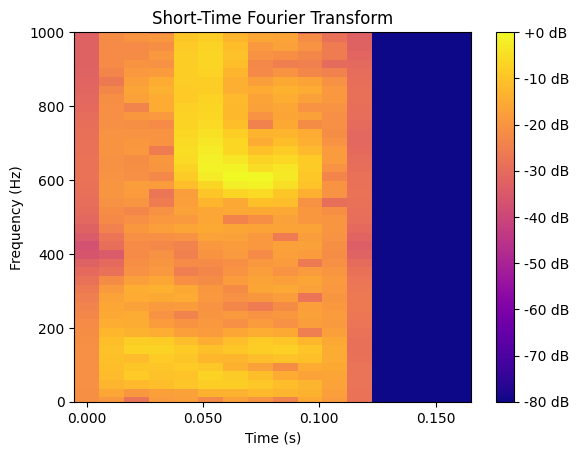 Short-Time Fourier Transform
Frequency (Hz)
1000
800
600
400
200
0
0.000
0.050
0.100
0.150
Time (s)
+0 dB
-10 dB
-20 dB
-30 dB
-40 dB
-50 dB
-60 dB
-70 dB
-80 dB